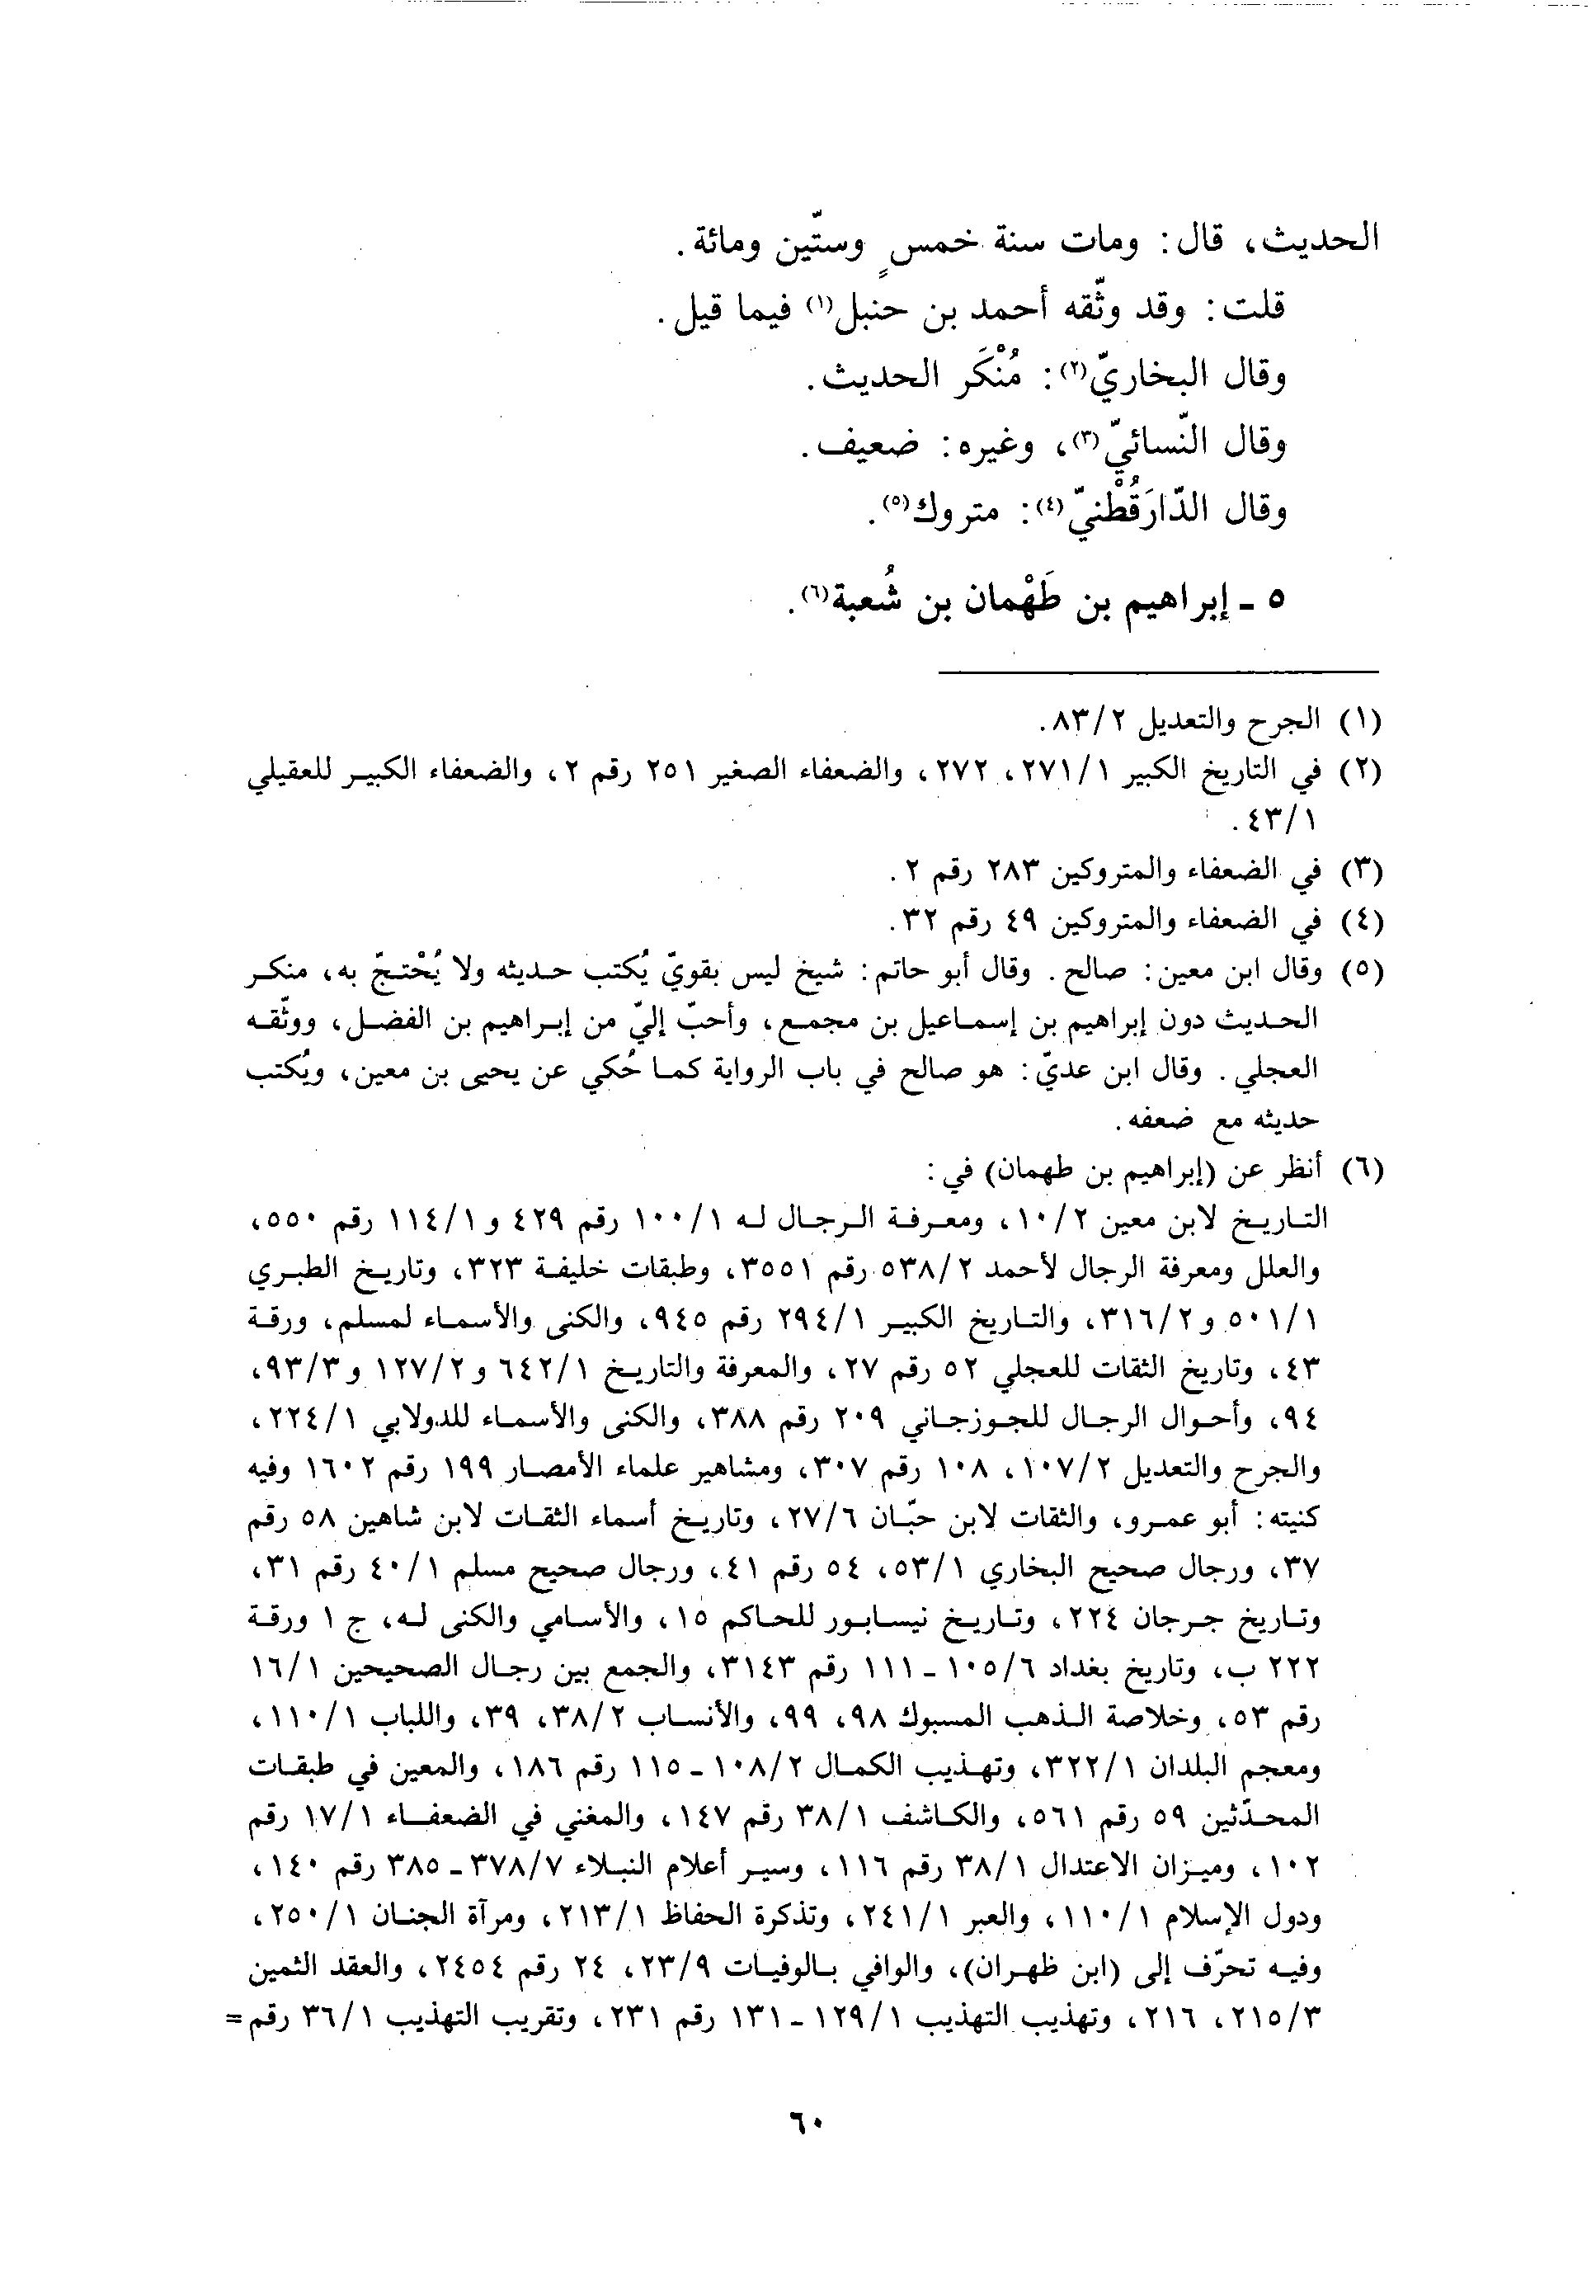 الحديث، قال: ومات سنة خمسٍ وستّين ومائة.
قلت: وقد وثّقه أحمد بن حنبل(١) فيما قيل.
وقال البخاريّ(٢): مُنْكَر الحديث.
وقال النّسائيّ(٣)، وغيره: ضعيف.
وقال الدّارَقُطْنيّ(٤): متروك(٥).
٥ ـ إبراهيم بن طَهْمان بن شُعبة(٦).
(١) الجرح والتعديل ٨٣/٢.
(٢) في التاريخ الكبير ٢٧١/١، ٢٧٢، والضعفاء الصغير ٢٥١ رقم ٢، والضعفاء الكبير للعقيلي
٤٣/١.
(٣) في الضعفاء والمتروكين ٢٨٣ رقم ٢.
(٤) في الضعفاء والمتروكين ٤٩ رقم ٣٢.
(٥) وقال ابن معين: صالح. وقال أبو حاتم: شيخ ليس بقويّ يُكتب حديثه ولا يُحْتجّ به، منكر
الحديث دون إبراهيم بن إسماعيل بن مجمع، وأحبّ إليّ من إبراهيم بن الفضل، ووثّقه
العجلي. وقال ابن عديّ: هو صالح في باب الرواية كما حُكي عن يحيى بن معين، ويُكتب
حديثه مع ضعفه.
(٦) أنظر عن (إبراهيم بن طهمان) في:
التاريخ لابن معين ١٠/٢، ومعرفة الرجال له ١٠٠/١ رقم ٤٢٩ و ١١٤/١ رقم ٥٥٠،
والعلل ومعرفة الرجال لأحمد ٥٣٨/٢ رقم ٣٥٥١، وطبقات خليفة ٣٢٣، وتاريخ الطبري
٥٠١/١ و ٣١٦/٢، والتاريخ الكبير ٢٩٤/١ رقم ٩٤٥، والكنى والأسماء لمسلم، ورقة
٤٣، وتاريخ الثقات للعجلي ٥٢ رقم ٢٧، والمعرفة والتاريخ ٦٤٢/١ و ١٢٧/٢ و ٩٣/٣،
٩٤، وأحوال الرجال للجوزجاني ٢٠٩ رقم ٣٨٨، والكنى والأسماء للدولابي ٢٢٤/١،
والجرح والتعديل ١٠٧/٢، ١٠٨ رقم ٣٠٧، ومشاهير علماء الأمصار ١٩٩ رقم ١٦٠٢ وفيه
كنيته: أبو عمرو، والثقات لابن حبّان ٢٧/٦، وتاريخ أسماء الثقات لابن شاهين ٥٨ رقم
٣٧، ورجال صحيح البخاري ٥٣/١، ٥٤ رقم ٤١، ورجال صحيح مسلم ٤٠/١ رقم ٣١،
وتاريخ جرجان ٢٢٤، وتاريخ نيسابور للحاكم ١٥، والأسامي والكنى له، ج ١ ورقة
٢٢٢ ب، وتاريخ بغداد ١٠٥/٦ ـ ١١١ رقم ٣١٤٣، والجمع بين رجال الصحيحين ١٦/١
رقم ٥٣، وخلاصة الذهب المسبوك ٩٨، ٩٩، والأنساب ٣٨/٢، ٣٩، واللباب ١١٠/١،
ومعجم البلدان ٣٢٢/١، وتهذيب الكمال ١٠٨/٢ ـ ١١٥ رقم ١٨٦، والمعين في طبقات
المحدّثين ٥٩ رقم ٥٦١، والكاشف ٣٨/١ رقم ١٤٧، والمغني في الضعفاء ١٧/١ رقم
١٠٢، وميزان الاعتدال ٣٨/١ رقم ١١٦، وسير أعلام النبلاء ٣٧٨/٧ ـ ٣٨٥ رقم ١٤٠،
ودول الإسلام ١١٠/١، والعبر ٢٤١/١، وتذكرة الحفاظ ٢١٣/١، ومرآة الجنان ٢٥٠/١،
وفيه تحرّف إلى (ابن ظهران)، والوافي بالوفيات ٢٣/٩، ٢٤ رقم ٢٤٥٤، والعقد الثمين
٢١٥/٣، ٢١٦، وتهذيب التهذيب ١٢٩/١ ـ ١٣١ رقم ٢٣١، وتقريب التهذيب ٣٦/١ رقم =
٦٠